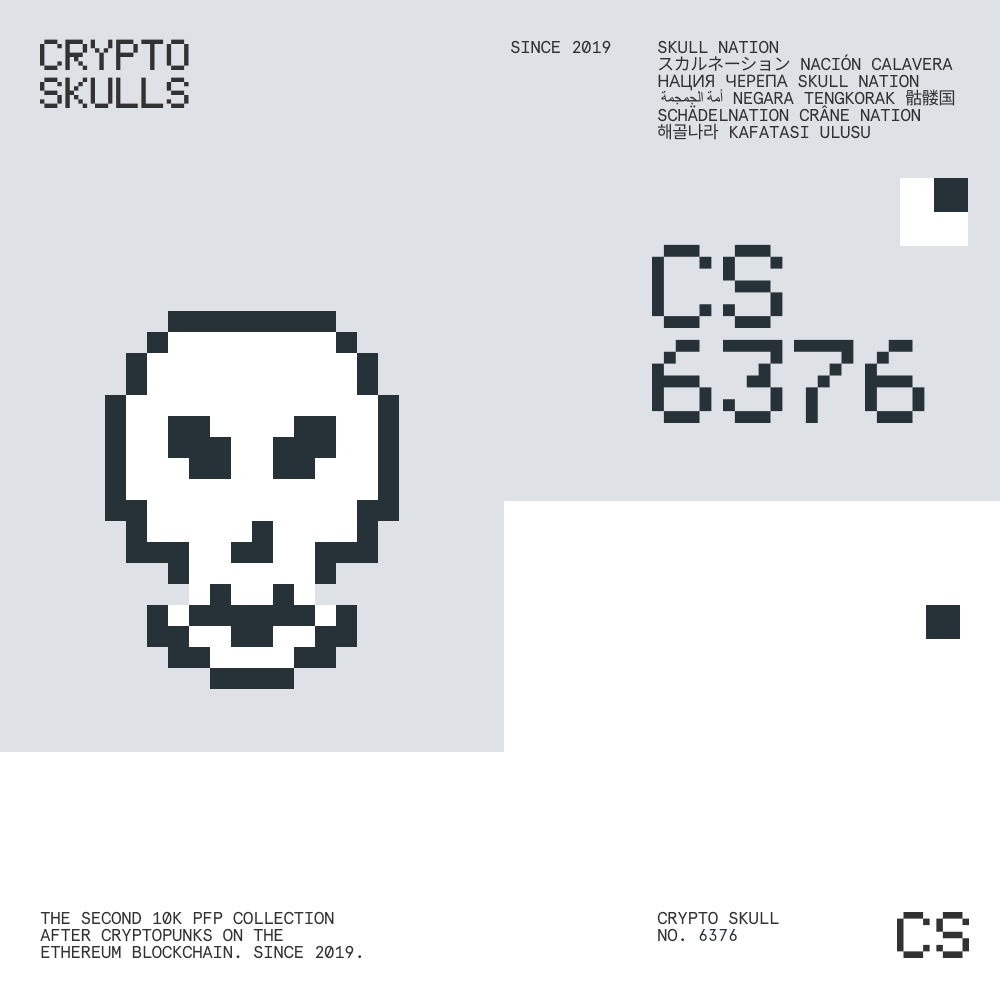 CRYPTO
SKULLS
SINCE 2019
SKULL NATION
スカルネーション NACIÓN CALAVERA
НАЦИЯ ЧЕРЕПА SKULL NATION
أمة الجمجمة NEGARA TENGKORAK 骷髅国
SCHÄDELNATION CRÂNE NATION
해골나라 KAFATASI ULUSU
CS
6376
THE SECOND 10K PFP COLLECTION
AFTER CRYPTOPUNKS ON THE
ETHEREUM BLOCKCHAIN. SINCE 2019.
CRYPTO SKULL
NO. 6376
CS